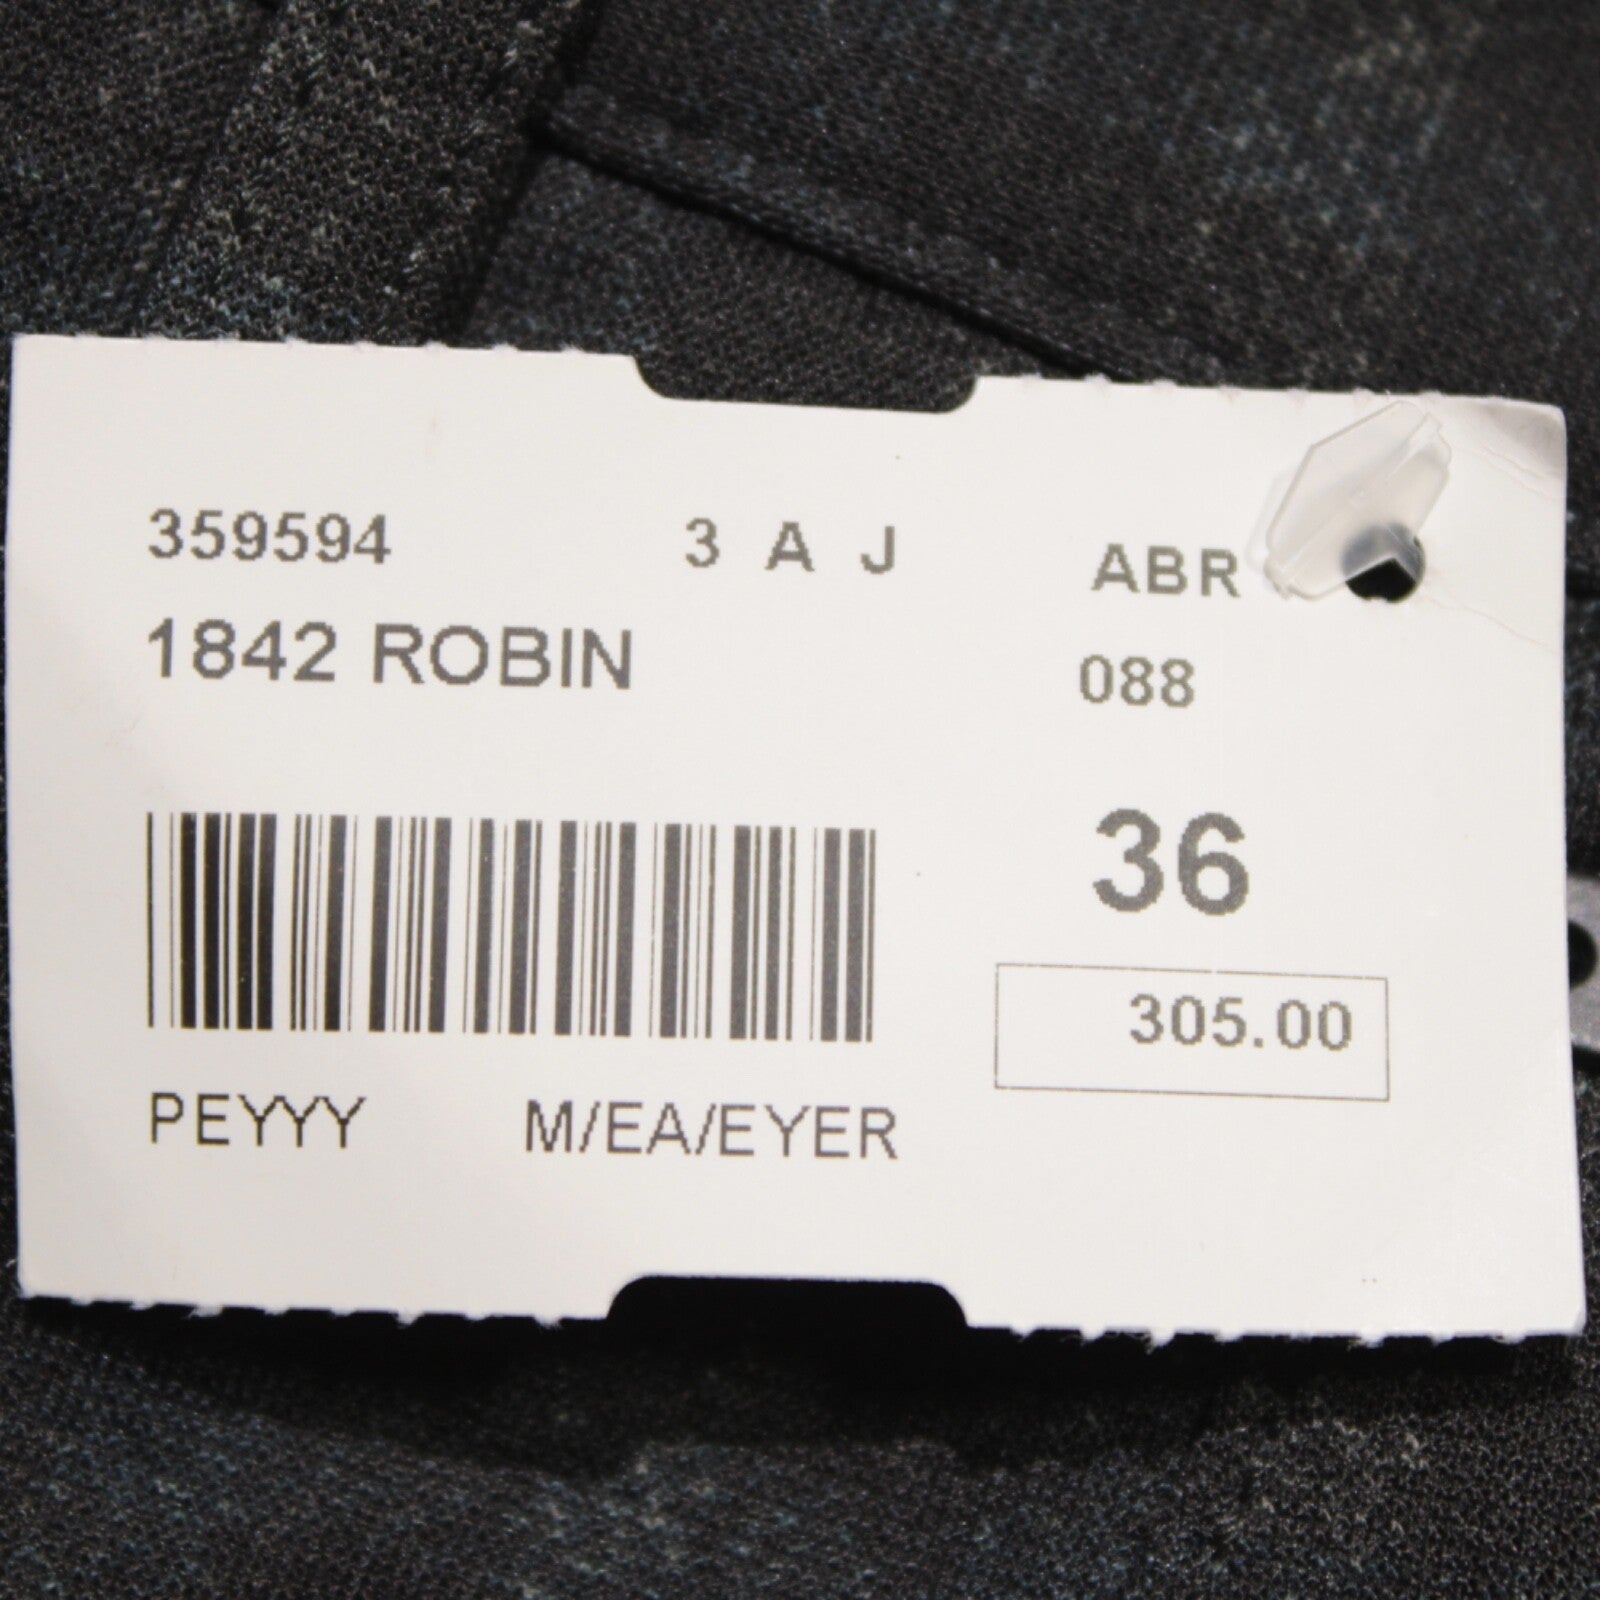 359594 3 A J ABR
1842 ROBIN 088
36
305.00
PEYYY M/EA/EYER